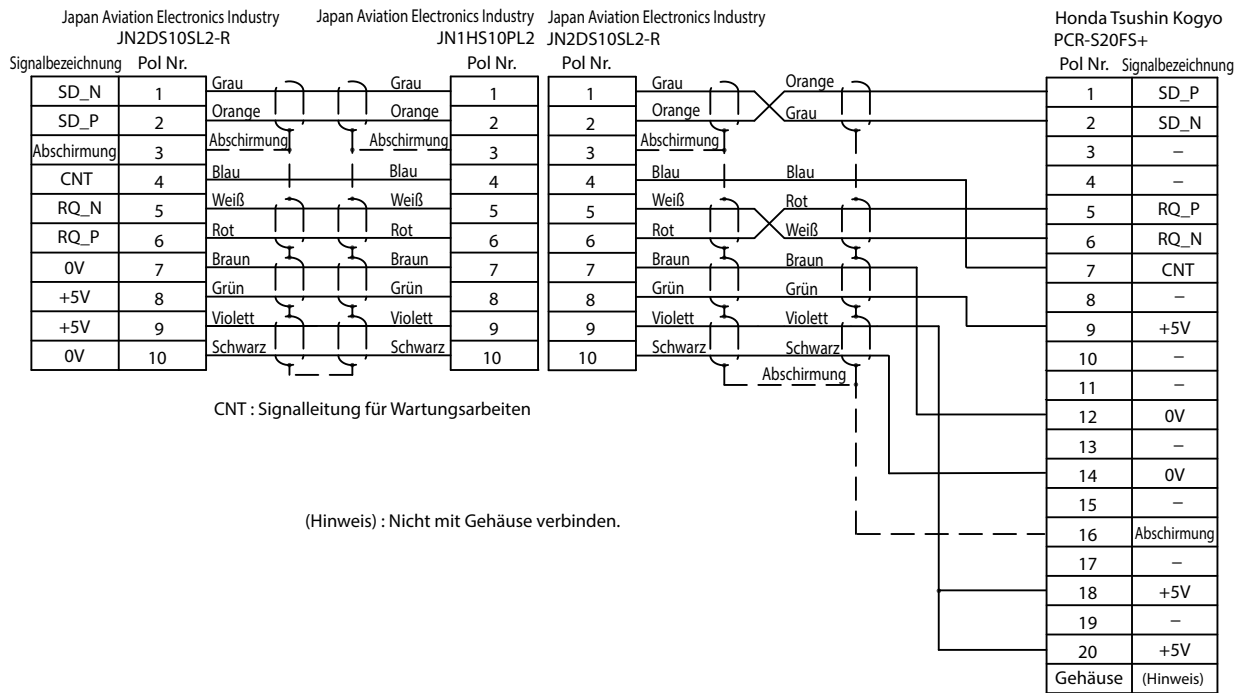 Japan Aviation Electronics Industry Japan Aviation Electronics Industry Japan Aviation Electronics Industry Honda Tsushin Kogyo
JN2DS10SL2-R JN1HS10PL2 JN2DS10SL2-R PCR-S20FS+
Signalbezeichnung Pol Nr. Pol Nr. Pol Nr. Pol Nr. Signalbezeichnung
SD_N 1 Grau Grau 1 1 Grau Orange 1 SD_P
SD_P 2 Orange Orange 2 2 Orange Grau 2 SD_N
Abschirmung 3 Abschirmung Abschirmung 3 3 Abschirmung 3 –
CNT 4 Blau Blau 4 4 Blau Blau 4 –
RQ_N 5 Weiß Weiß 5 5 Weiß Rot 5 RQ_P
RQ_P 6 Rot Rot 6 6 Rot Weiß 6 RQ_N
0V 7 Braun Braun 7 7 Braun Braun 7 CNT
+5V 8 Grün Grün 8 8 Grün Grün 8 –
+5V 9 Violett Violett 9 9 Violett Violett 9 +5V
0V 10 Schwarz Schwarz 10 10 Schwarz Schwarz 10 –
Abschirmung 11 –
CNT : Signalleitung für Wartungsarbeiten 12 0V
13 –
14 0V
15 –
(Hinweis) : Nicht mit Gehäuse verbinden. 16 Abschirmung
17 –
18 +5V
19 –
20 +5V
Gehäuse (Hinweis)